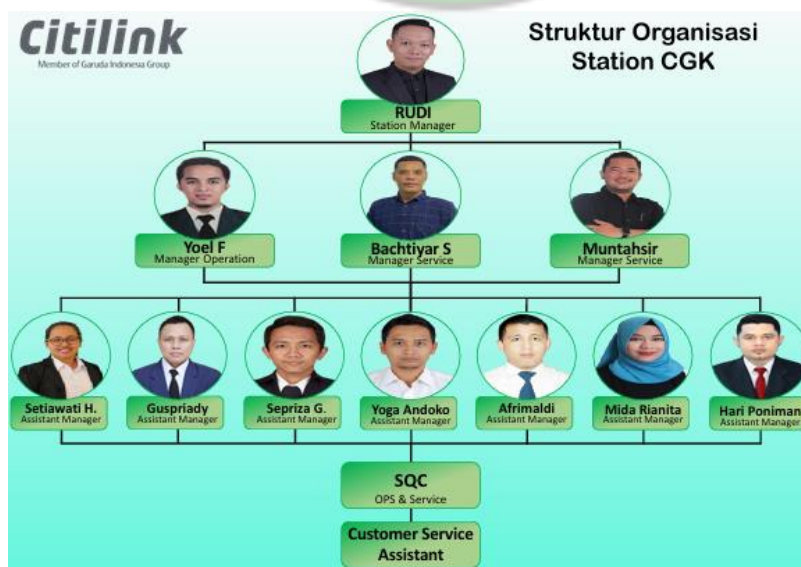 Citilink
Member of Garuda Indonesia Group
Struktur Organisasi
Station CGK
RUDI
Station Manager
Yoel F
Manager Operation
Bachtiyar S
Manager Service
Muntahsir
Manager Service
Setiawati H.
Assistant Manager
Guspriady
Assistant Manager
Sepriza G.
Assistant Manager
Yoga Andoko
Assistant Manager
Afrimaldi
Assistant Manager
Mida Rianita
Assistant Manager
Hari Poniman
Assistant Manager
SQC
OPS & Service
Customer Service
Assistant